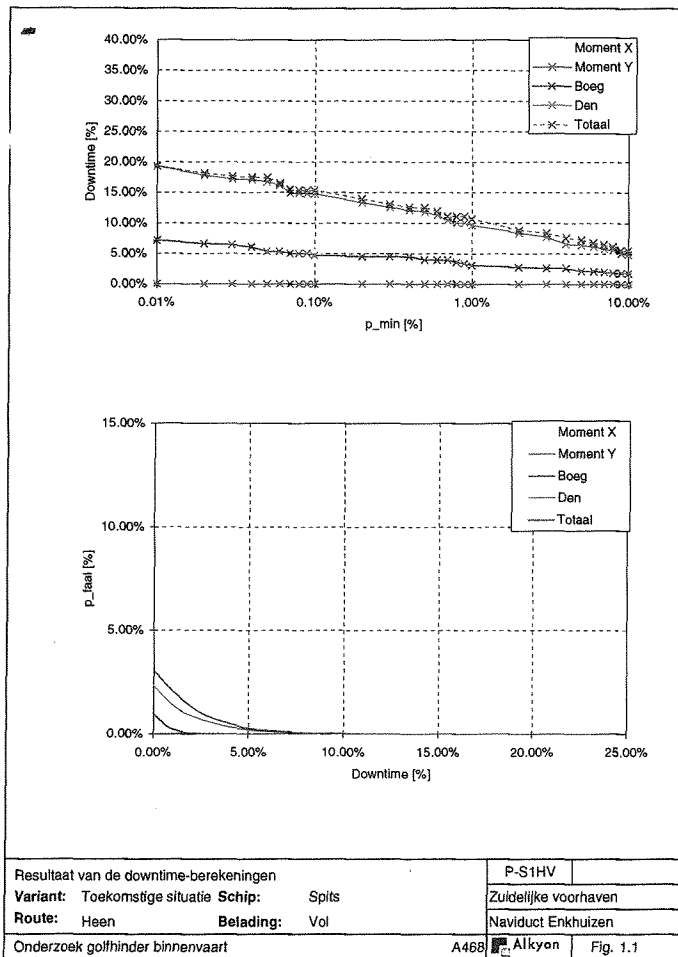 40.00%
35.00%
30.00%
25.00%
20.00%
15.00%
10.00%
5.00%
0.00%
Downtime [%]
0.01%
0.10%
1.00%
10.00%
p_min [%]
Moment X
Moment Y
Boeg
Den
Totaal
15.00%
10.00%
5.00%
0.00%
p_faal [%]
0.00%
5.00%
10.00%
15.00%
20.00%
25.00%
Downtime [%]
Moment X
Moment Y
Boeg
Den
Totaal
Resultaat van de downtime-berekeningen
P-S1HV
Variant: Toekomstige situatie Schip: Spits
Zuidelijke voorhaven
Route: Heen Belading: Vol
Naviduct Enkhuizen
Onderzoek golfhinder binnenvaart A468 Alkyon Fig. 1.1